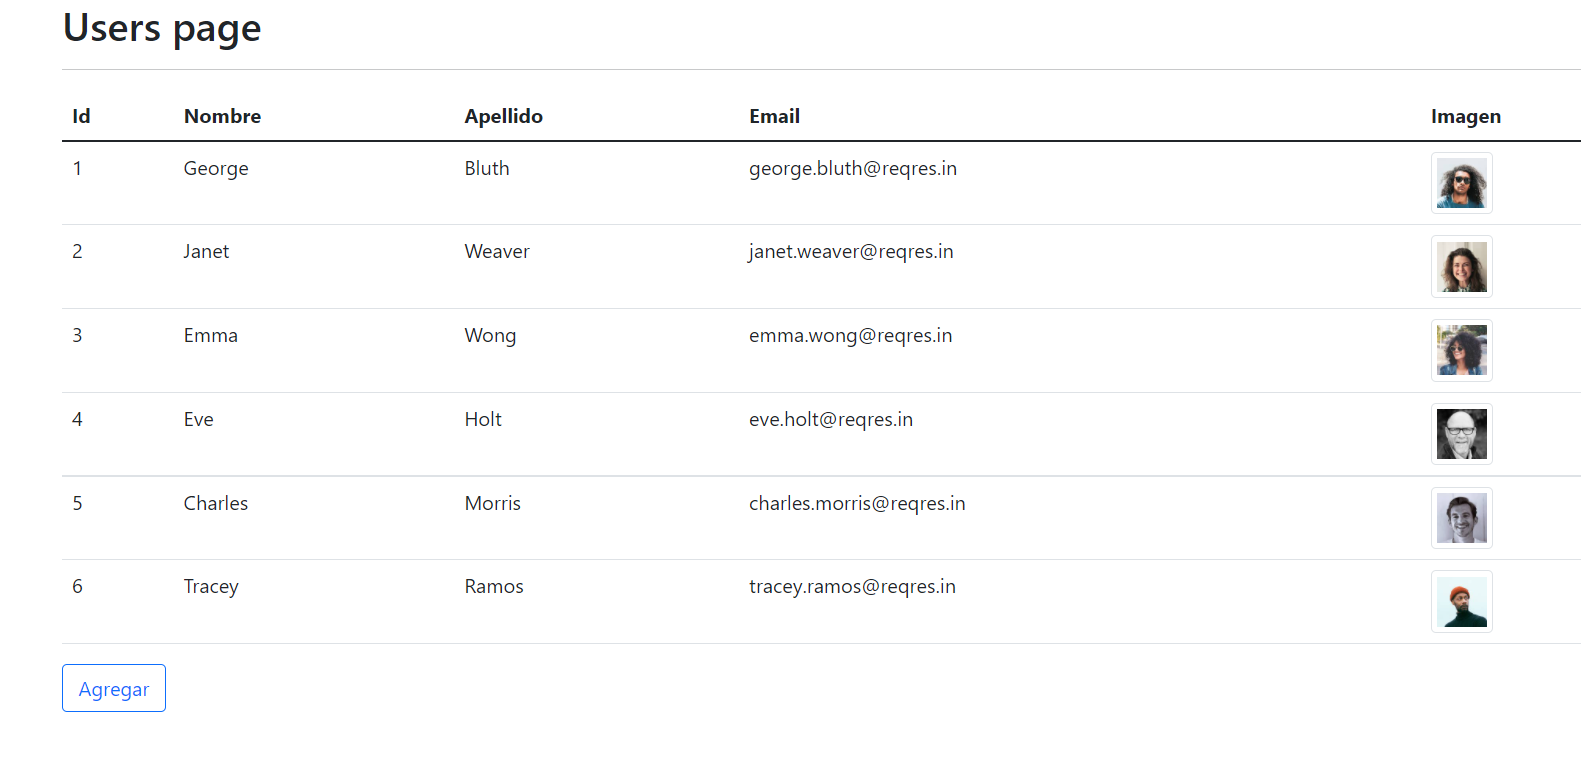 Users page
Id Nombre Apellido Email Imagen
1 George Bluth george.bluth@reqres.in
2 Janet Weaver janet.weaver@reqres.in
3 Emma Wong emma.wong@reqres.in
4 Eve Holt eve.holt@reqres.in
5 Charles Morris charles.morris@reqres.in
6 Tracey Ramos tracey.ramos@reqres.in
Agregar